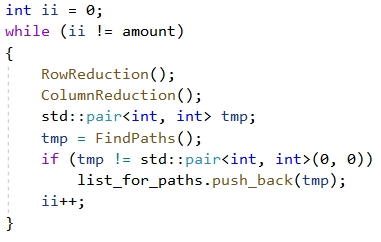 int ii = 0;
while (ii != amount)
{
    RowReduction();
    ColumnReduction();
    std::pair<int, int> tmp;
    tmp = FindPaths();
    if (tmp != std::pair<int, int>(0, 0))
        list_for_paths.push_back(tmp);
    ii++;
}